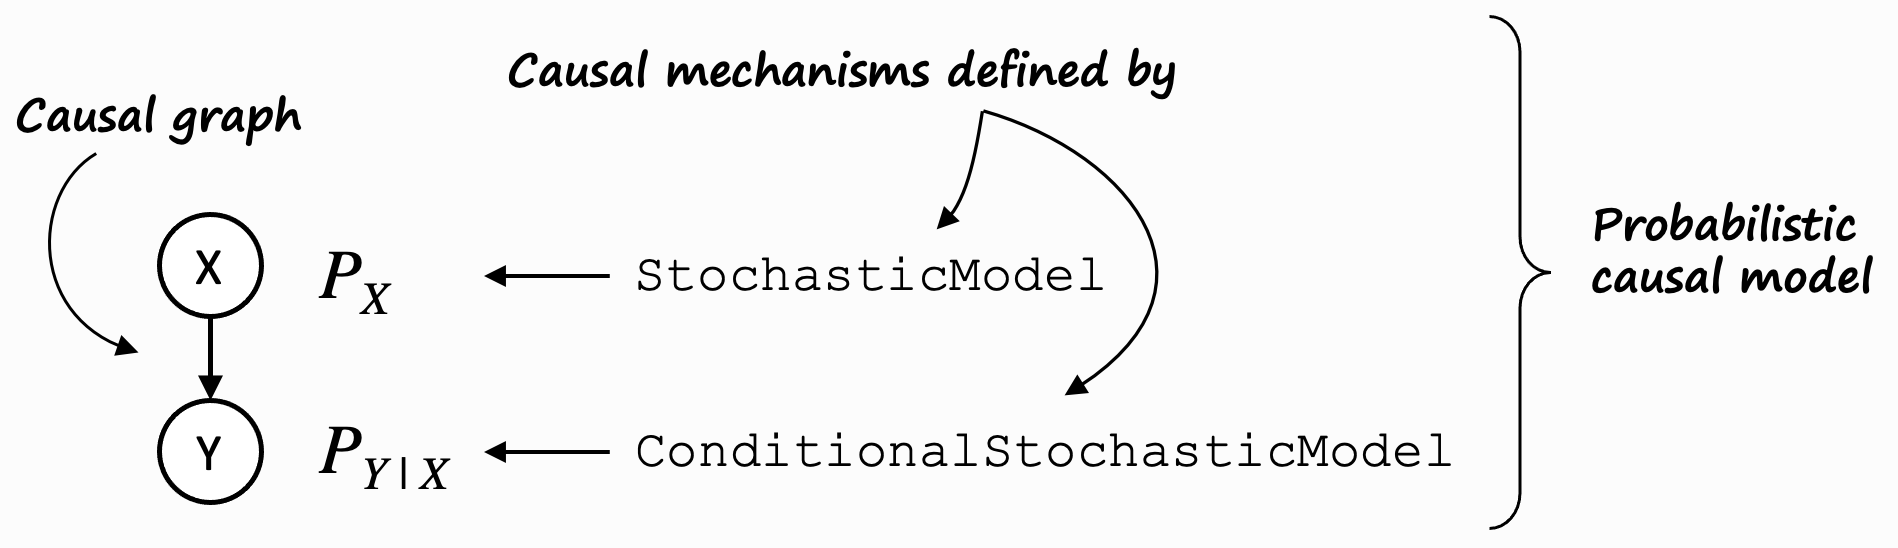 Causal mechanisms defined by
Causal graph
X
P_X
StochasticModel
Probabilistic
causal model
Y
P_{Y|X}
ConditionalStochasticModel